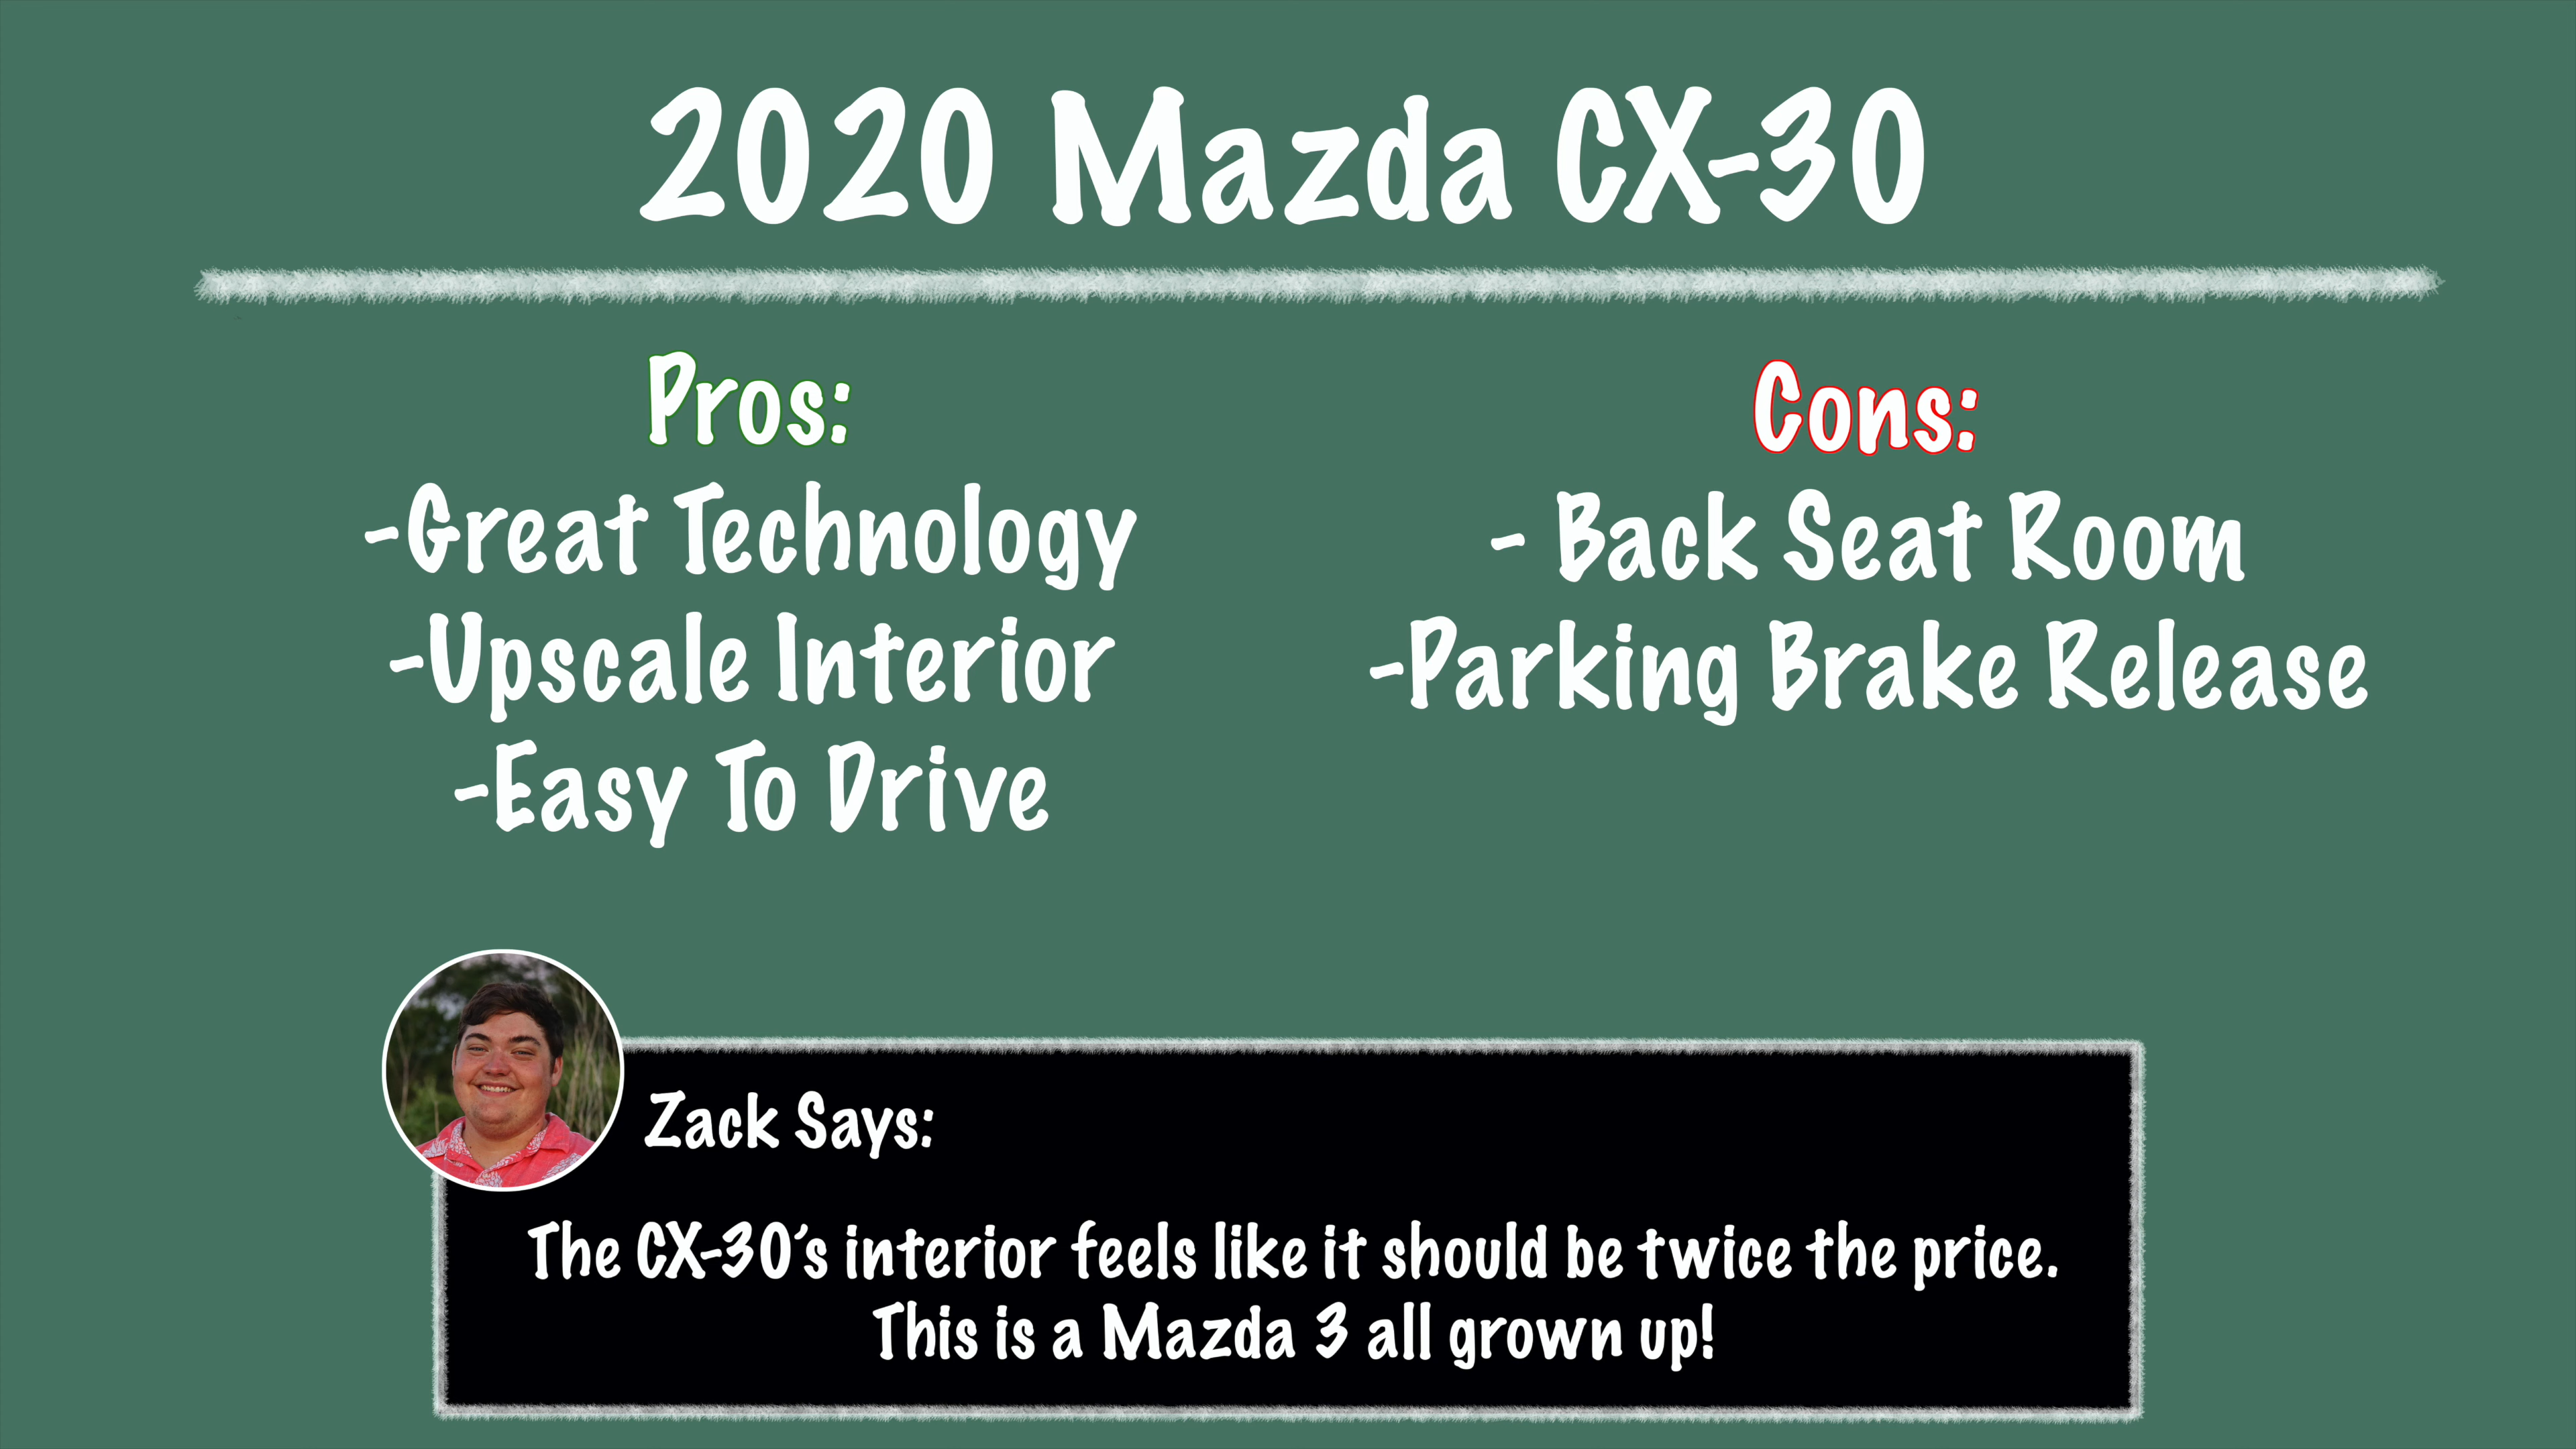 2020 Mazda CX-30
Pros:
-Great Technology
-Upscale Interior
-Easy To Drive
Cons:
- Back Seat Room
-Parking Brake Release
Zack Says:
The CX-30’s interior feels like it should be twice the price.
This is a Mazda 3 all grown up!